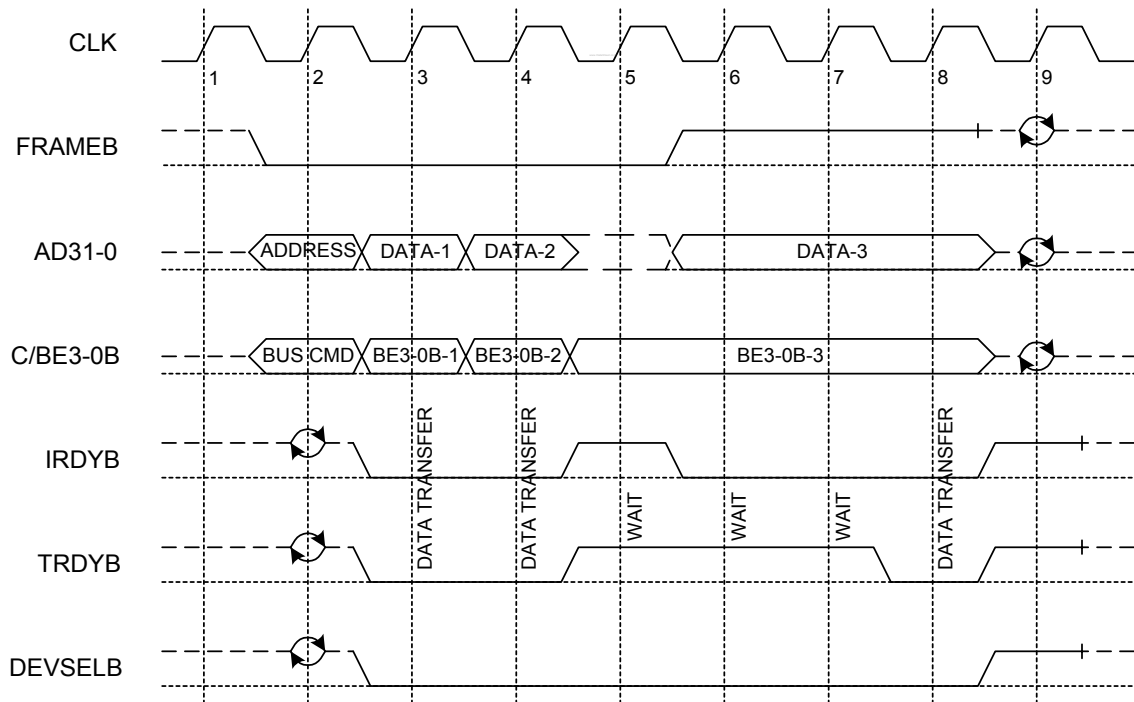 CLK
1 2 3 4 5 6 7 8 9
FRAMEB
AD31-0
ADDRESS DATA-1 DATA-2 DATA-3
C/BE3-0B
BUS CMD BE3-0B-1 BE3-0B-2 BE3-0B-3
IRDYB
DATA TRANSFER
DATA TRANSFER
WAIT
WAIT
WAIT
DATA TRANSFER
TRDYB
DEVSELB